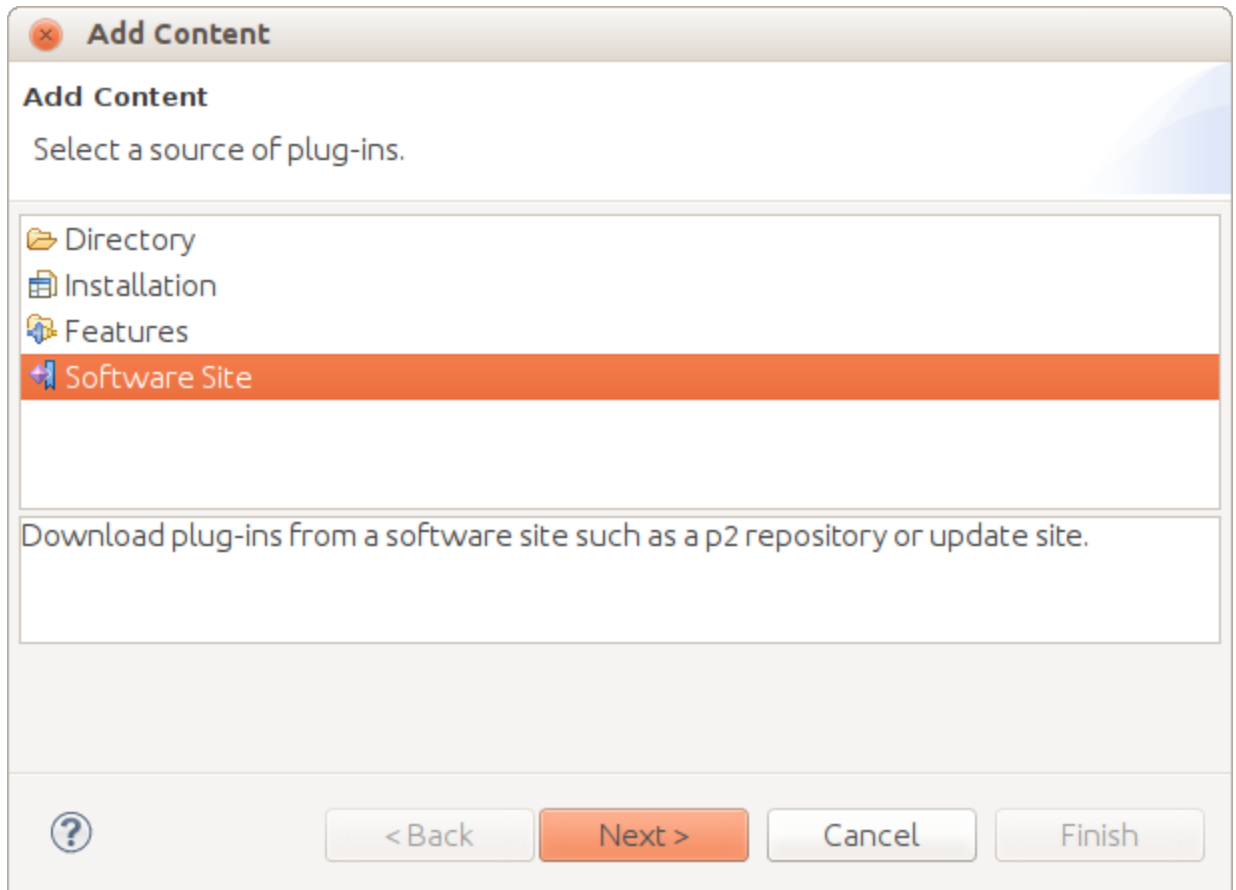 Add Content
Add Content
Select a source of plug-ins.
Directory
Installation
Features
Software Site
Download plug-ins from a software site such as a p2 repository or update site.
?
< Back Next > Cancel Finish